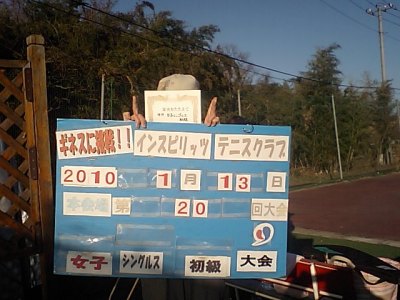 ギネスに挑戦!! インスピリッツ テニスクラブ
2010 1月 13日
第 20 回大会
女子 シングルス 初級 大会